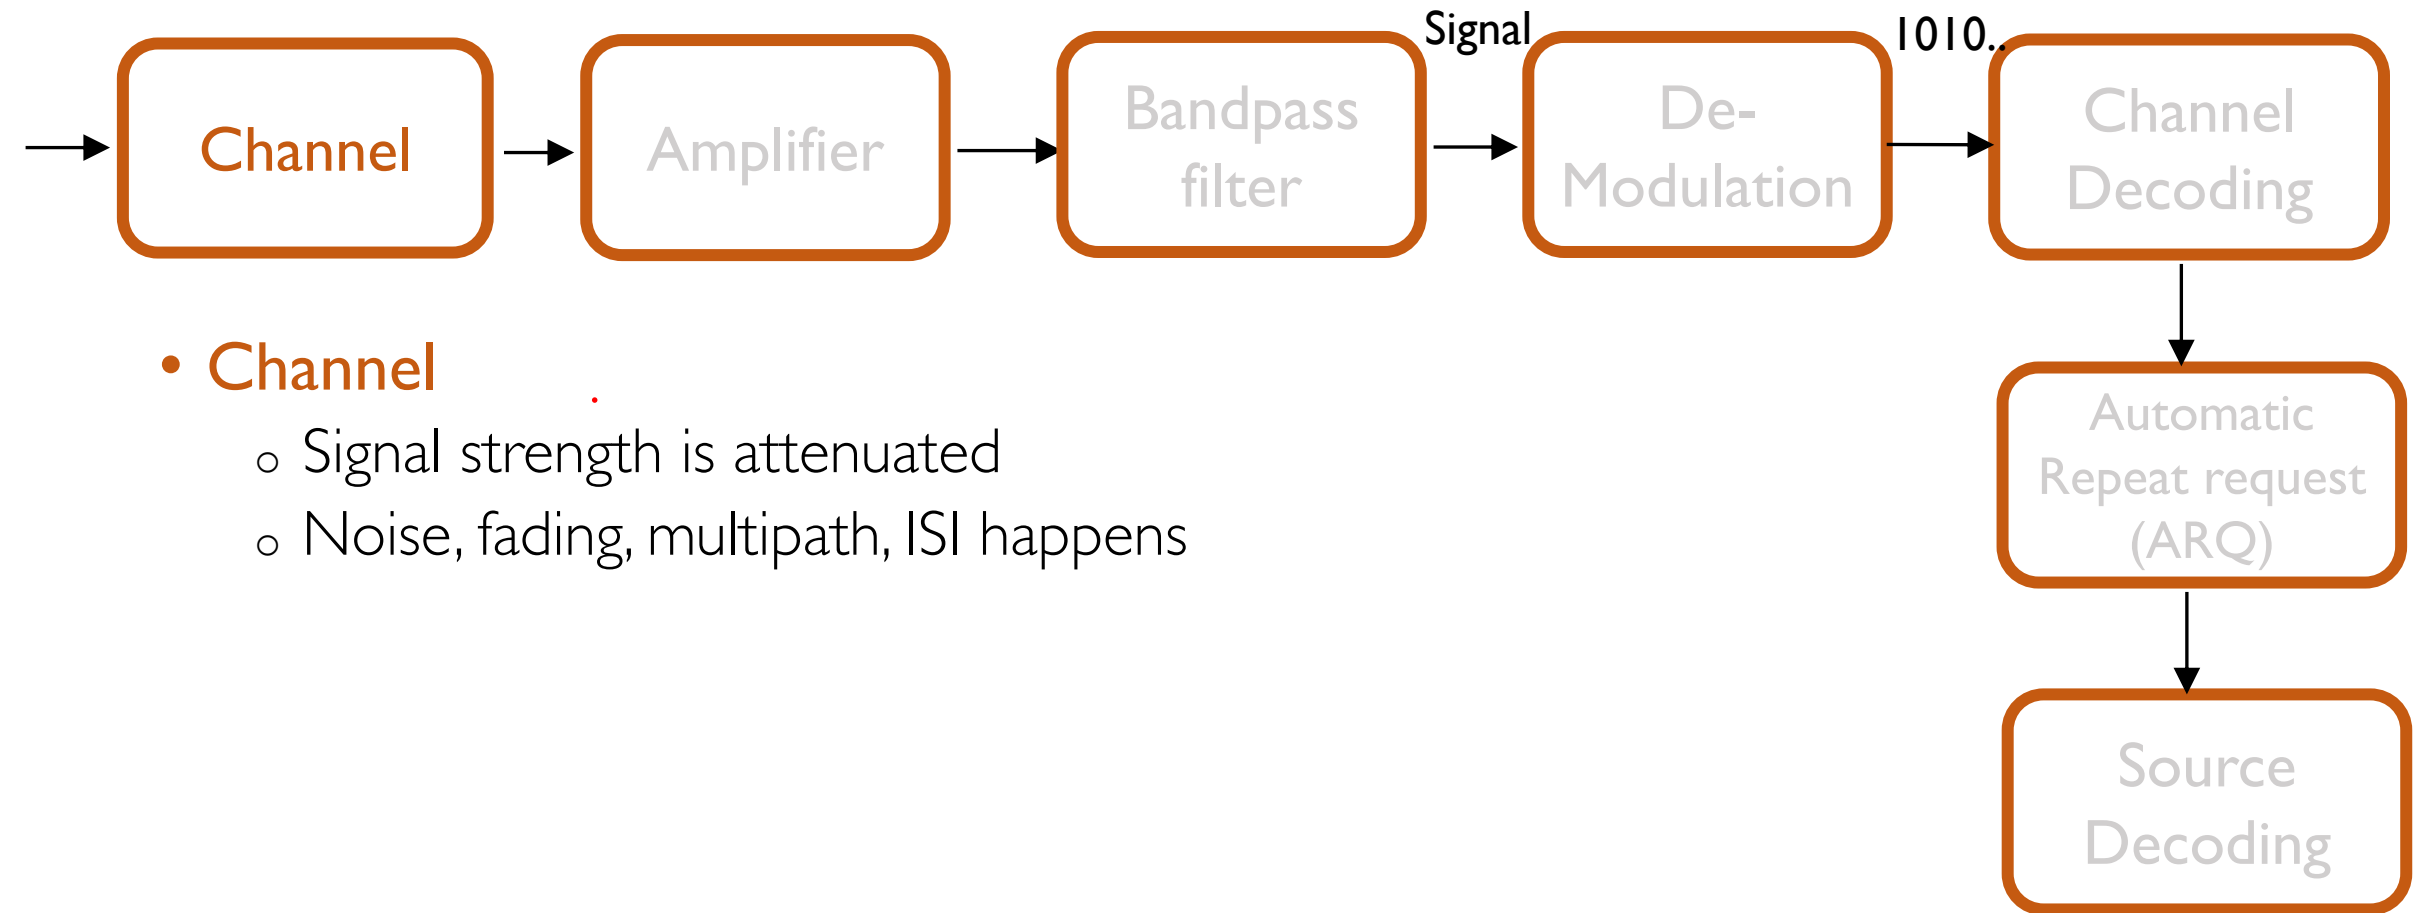 Signal
1010..
Channel
Amplifier
Bandpass
filter
De-
Modulation
Channel
Decoding
• Channel
o Signal strength is attenuated
o Noise, fading, multipath, ISI happens
Automatic
Repeat request
(ARQ)
Source
Decoding